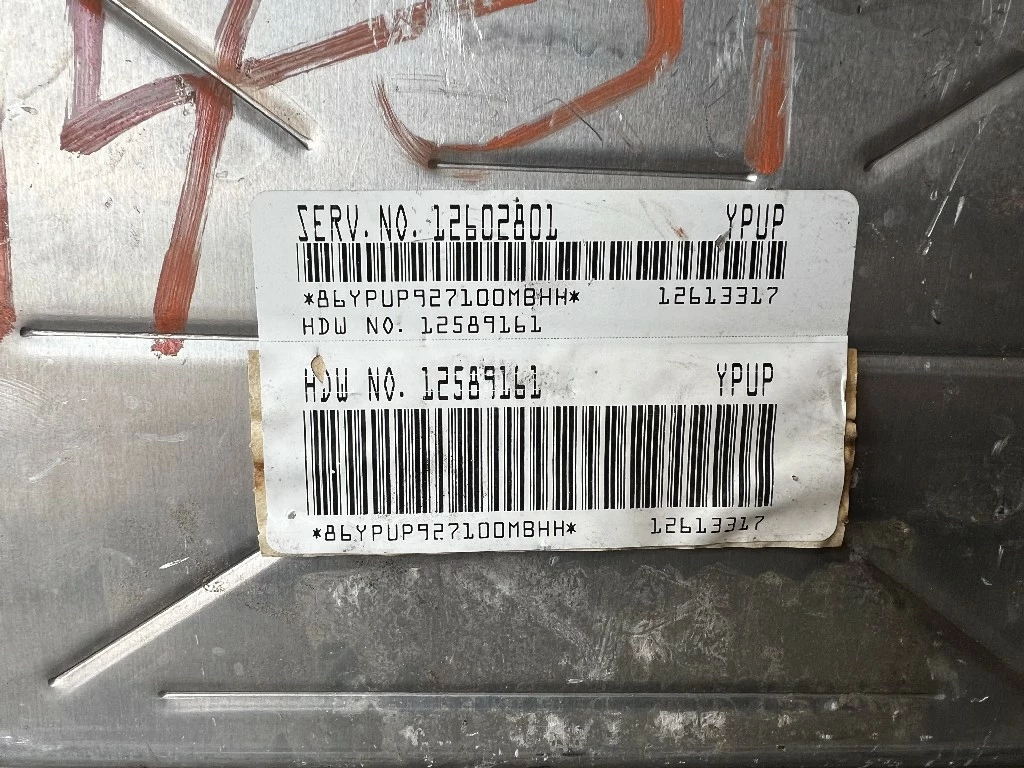 SERV. NO. 12602801 YPUP
*86YPUP927100MBHH* 12613317
HDW NO. 12589161
HDW NO. 12589161 YPUP
*86YPUP927100MBHH* 12613317